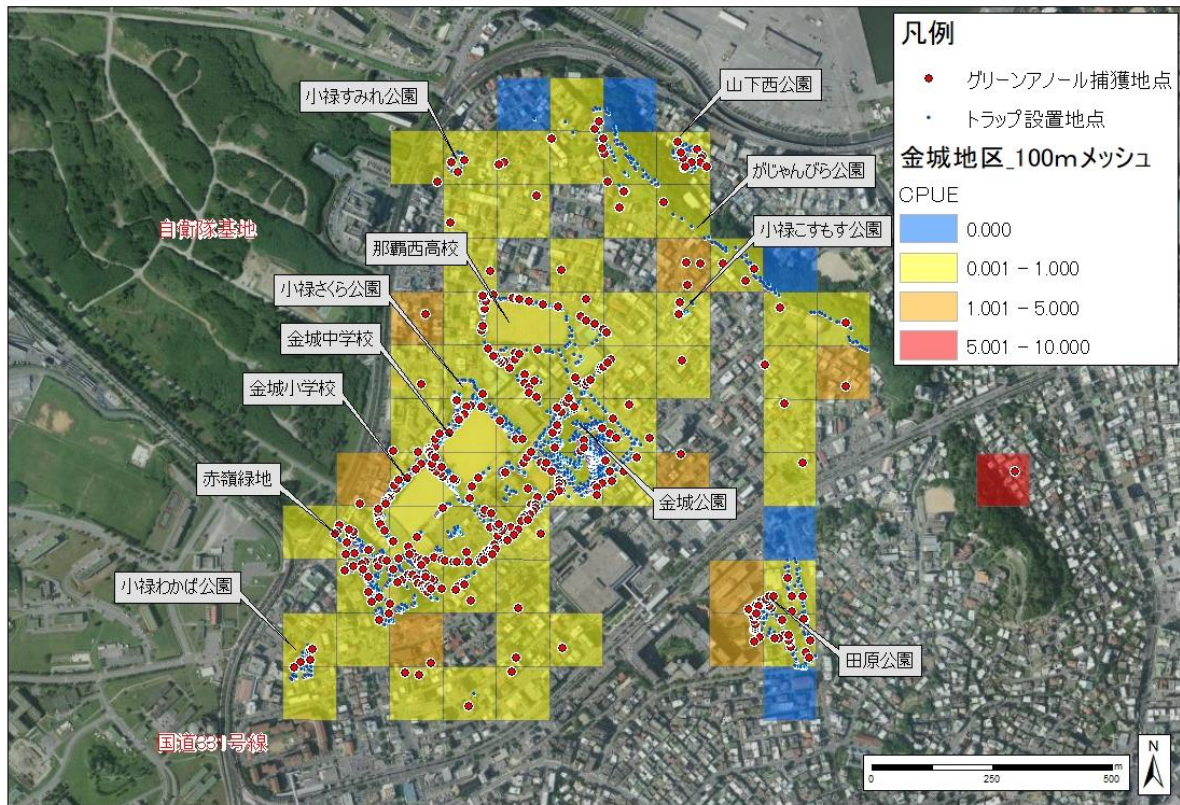 凡例
グリーンアノール捕獲地点
トラップ設置地点
金城地区_100mメッシュ
CPUE
0.000
0.001 - 1.000
1.001 - 5.000
5.001 - 10.000
山下西公園
小禄すみれ公園
がじゃんびら公園
自衛隊基地
小禄こすもす公園
那覇西高校
小禄さくら公園
金城中学校
金城小学校
赤嶺緑地
金城公園
小禄わかば公園
田原公園
国道331号線
N
m
0 250 500